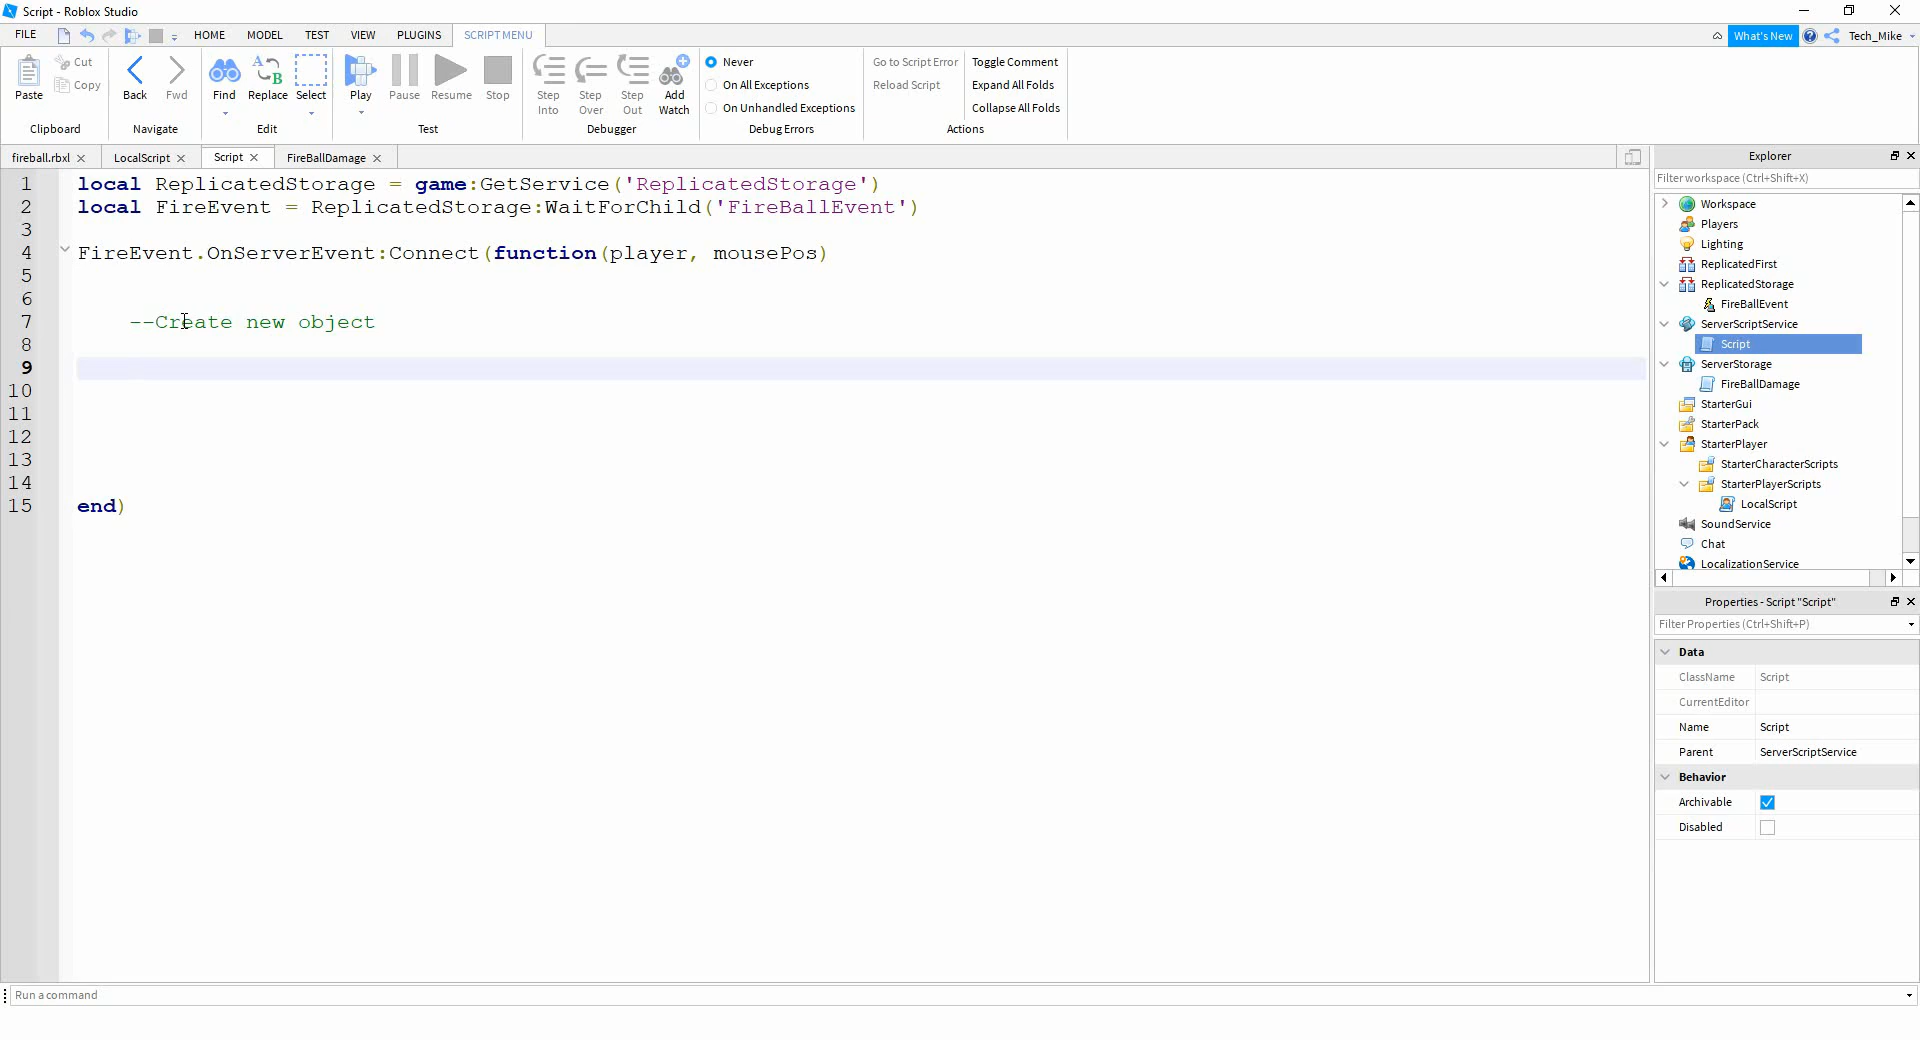 Script - Roblox Studio
FILE HOME MODEL TEST VIEW PLUGINS SCRIPT MENU What's New Tech_Mike
Paste Cut Copy Back Fwd Find Replace Select Play Pause Resume Stop Step Into Step Over Step Out Add Watch
Never
On All Exceptions
On Unhandled Exceptions
Go to Script Error
Reload Script
Toggle Comment
Expand All Folds
Collapse All Folds
Clipboard Navigate Edit Test Debugger Debug Errors Actions
fireball.rbxl LocalScript Script FireBallDamage
1 local ReplicatedStorage = game:GetService('ReplicatedStorage')
2 local FireEvent = ReplicatedStorage:WaitForChild('FireBallEvent')
3
4 FireEvent.OnServerEvent:Connect(function(player, mousePos)
5
6
7 --Create new object
8
9
10
11
12
13
14
15 end)
Explorer
Filter workspace (Ctrl+Shift+X)
Workspace
Players
Lighting
ReplicatedFirst
ReplicatedStorage
FireBallEvent
ServerScriptService
Script
ServerStorage
FireBallDamage
StarterGui
StarterPack
StarterPlayer
StarterCharacterScripts
StarterPlayerScripts
LocalScript
SoundService
Chat
LocalizationService
Properties - Script "Script"
Filter Properties (Ctrl+Shift+P)
Data
ClassName Script
CurrentEditor
Name Script
Parent ServerScriptService
Behavior
Archivable
Disabled
Run a command